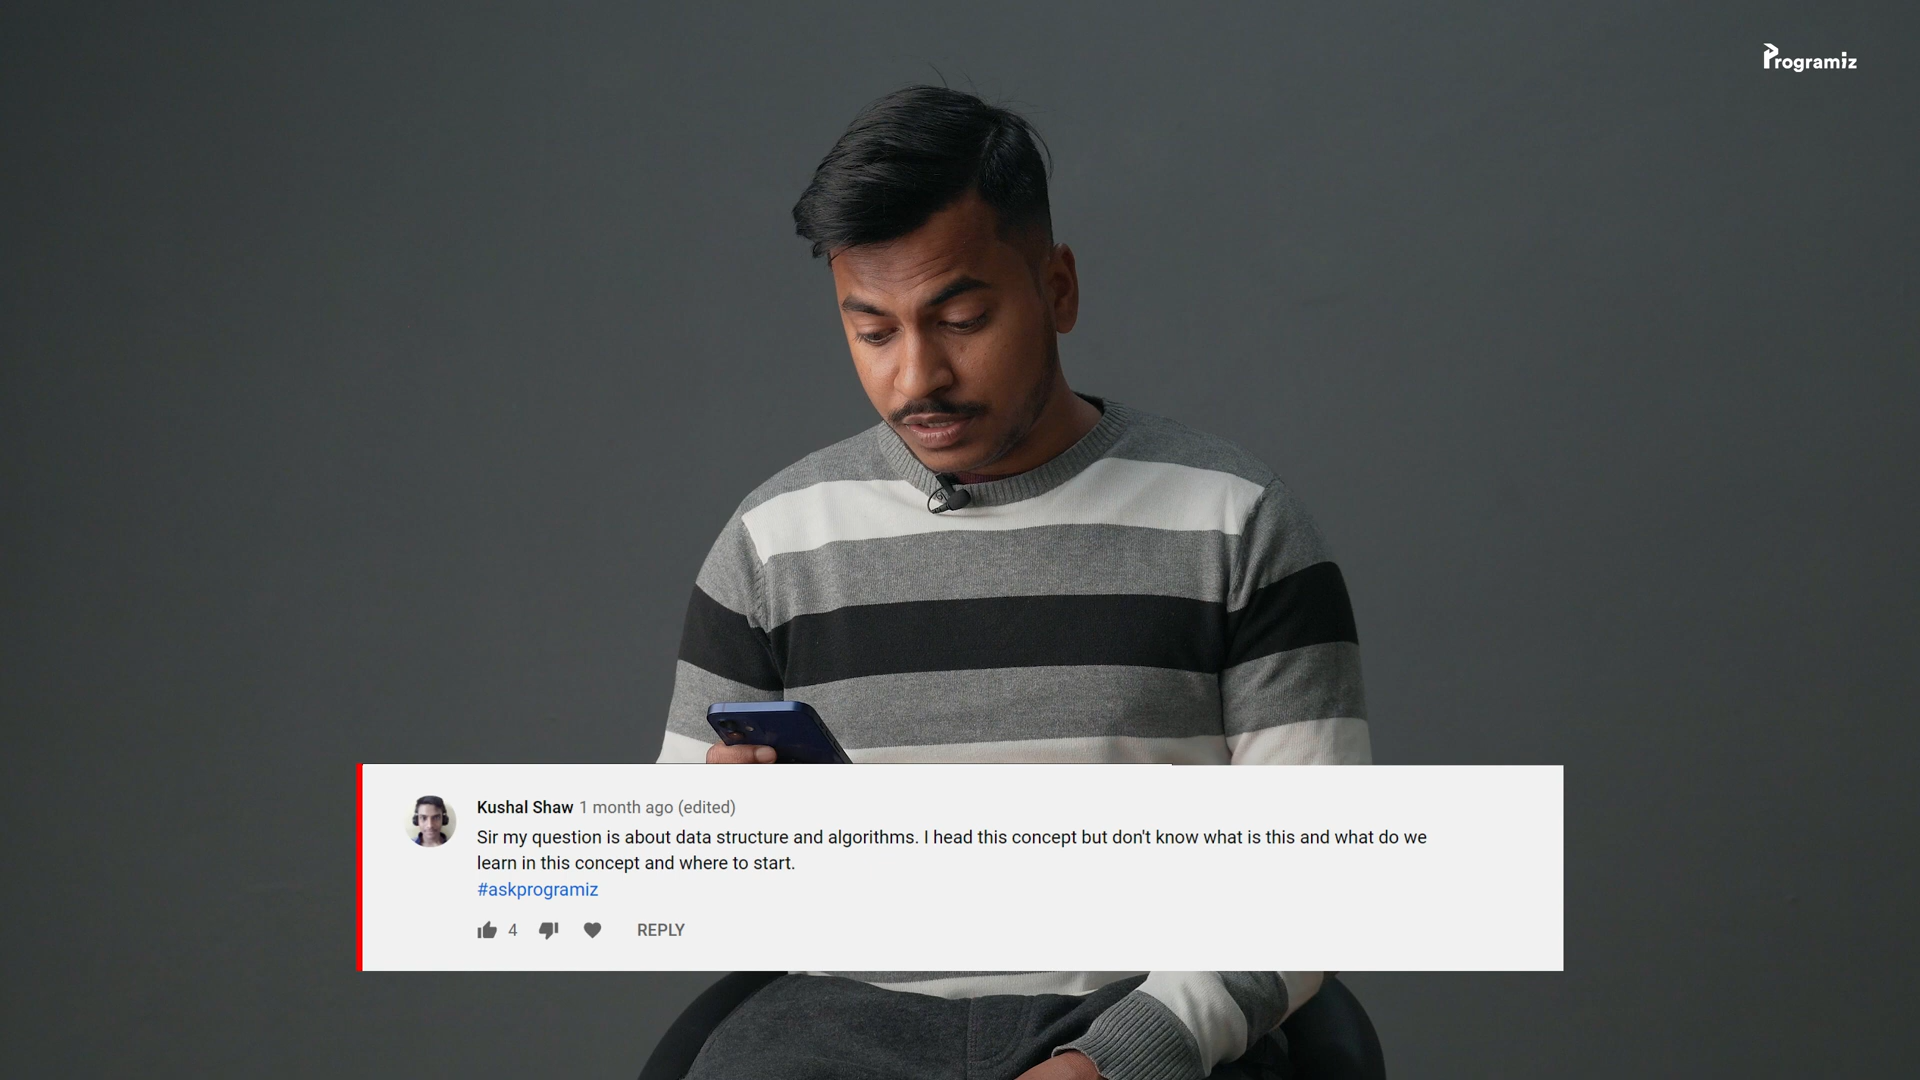 Programiz
Kushal Shaw 1 month ago (edited)
Sir my question is about data structure and algorithms. I head this concept but don't know what is this and what do we
learn in this concept and where to start.
#askprogramiz
4 REPLY